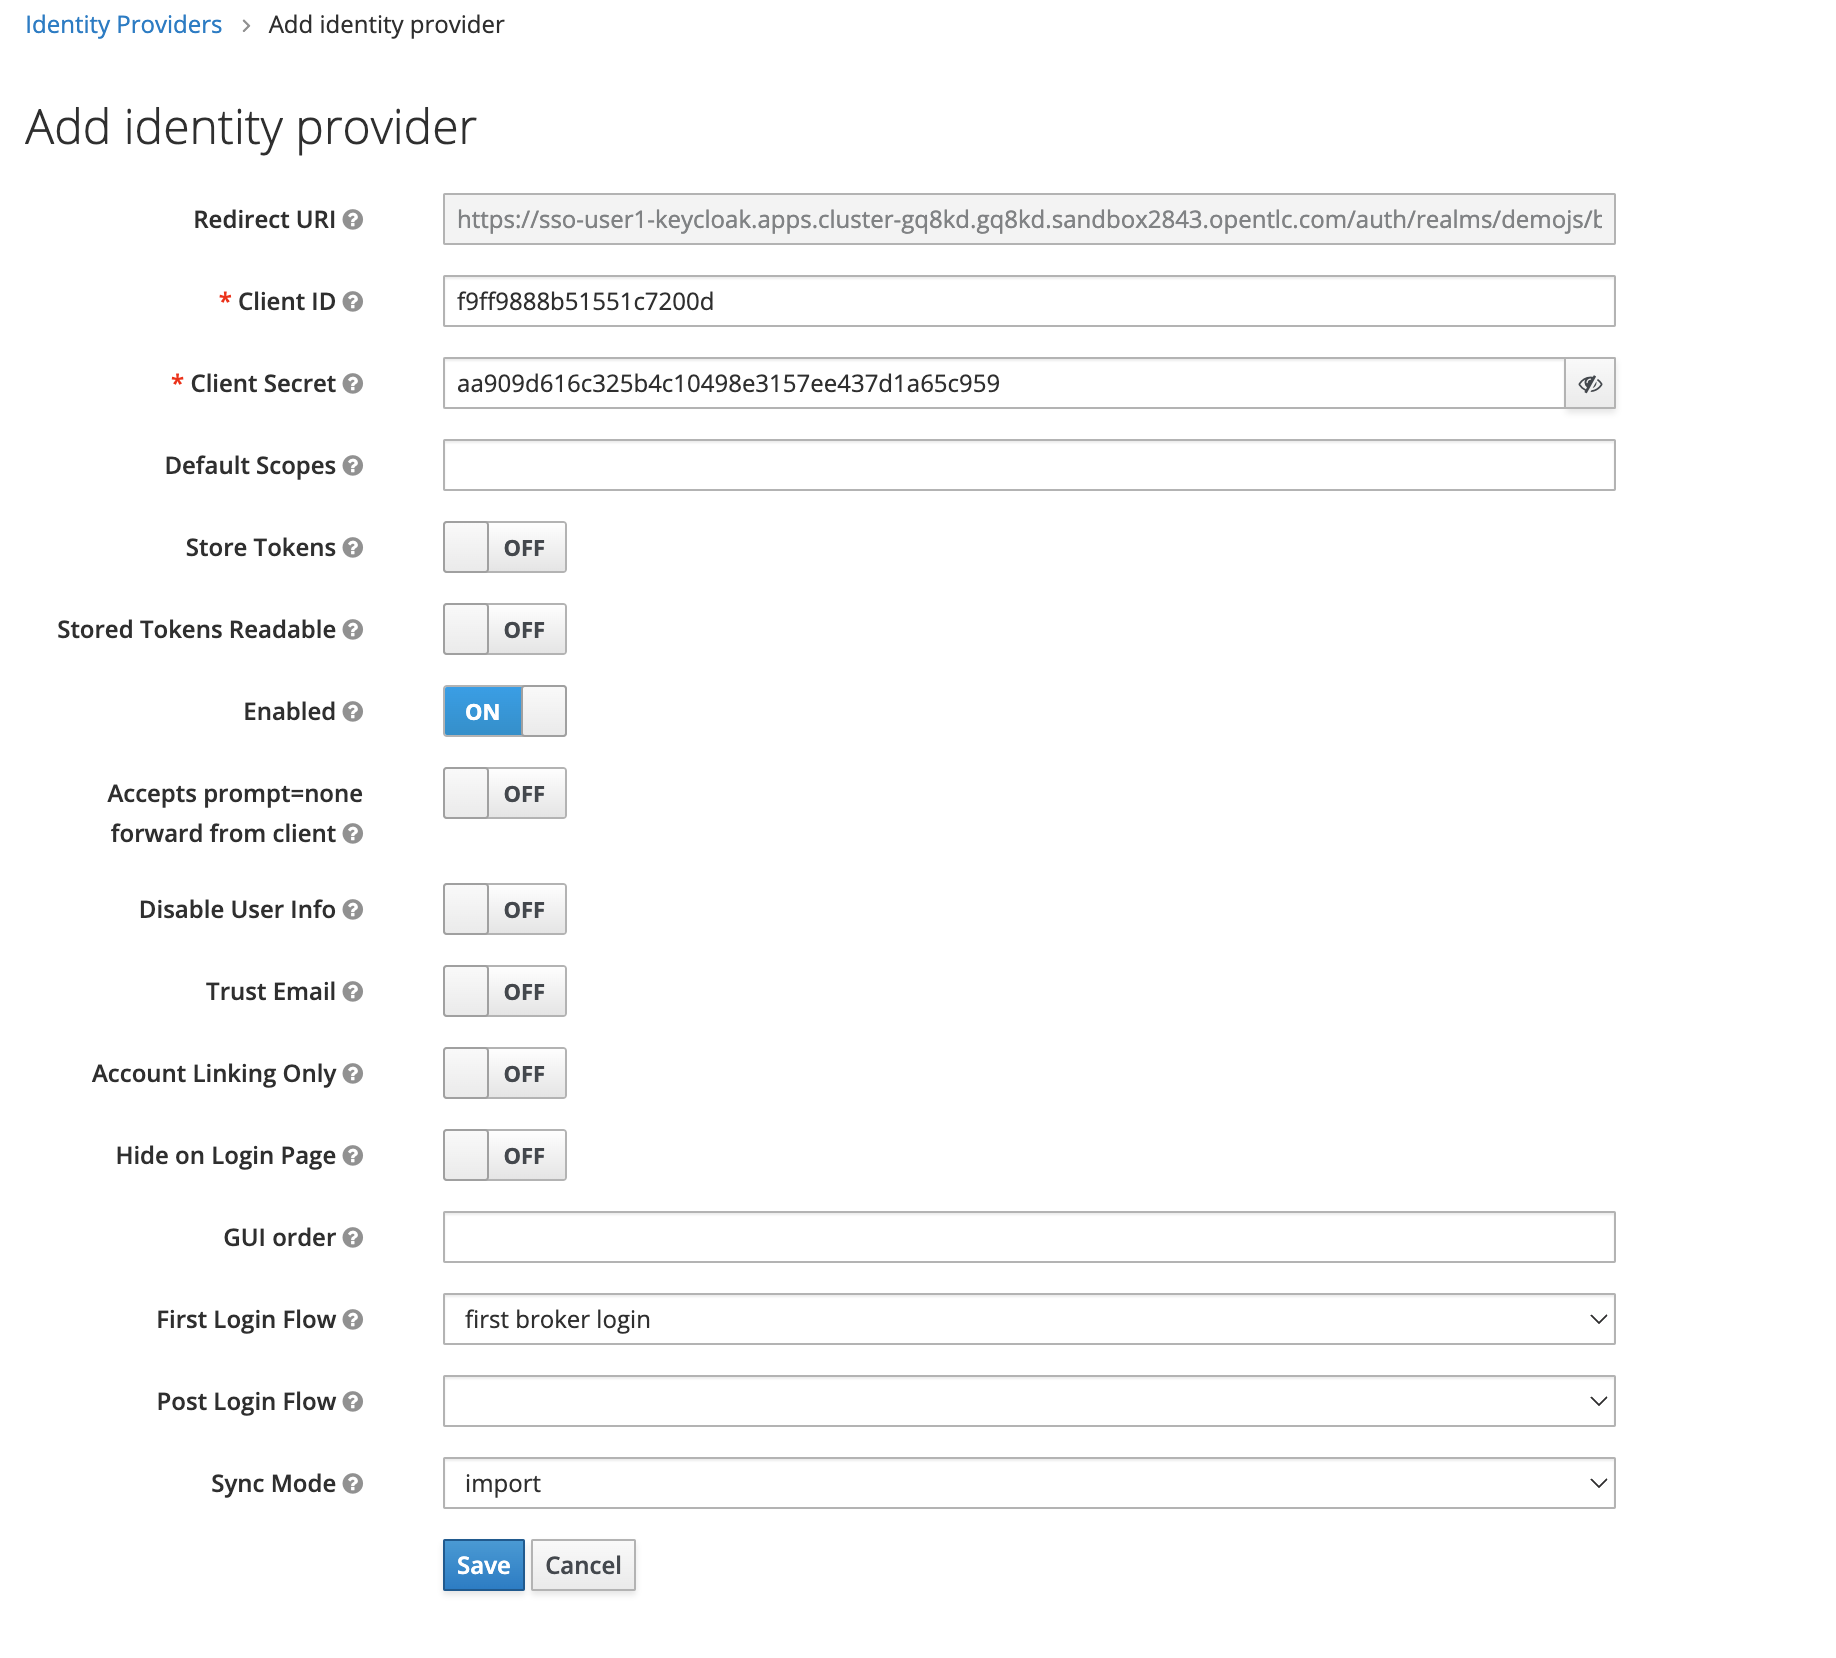 Identity Providers > Add identity provider
Add identity provider
Redirect URI https://sso-user1-keycloak.apps.cluster-gq8kd.gq8kd.sandbox2843.opentlc.com/auth/realms/demojs/b
* Client ID f9ff9888b51551c7200d
* Client Secret aa909d616c325b4c10498e3157ee437d1a65c959
Default Scopes
Store Tokens OFF
Stored Tokens Readable OFF
Enabled ON
Accepts prompt=none OFF
forward from client
Disable User Info OFF
Trust Email OFF
Account Linking Only OFF
Hide on Login Page OFF
GUI order
First Login Flow first broker login
Post Login Flow
Sync Mode import
Save Cancel